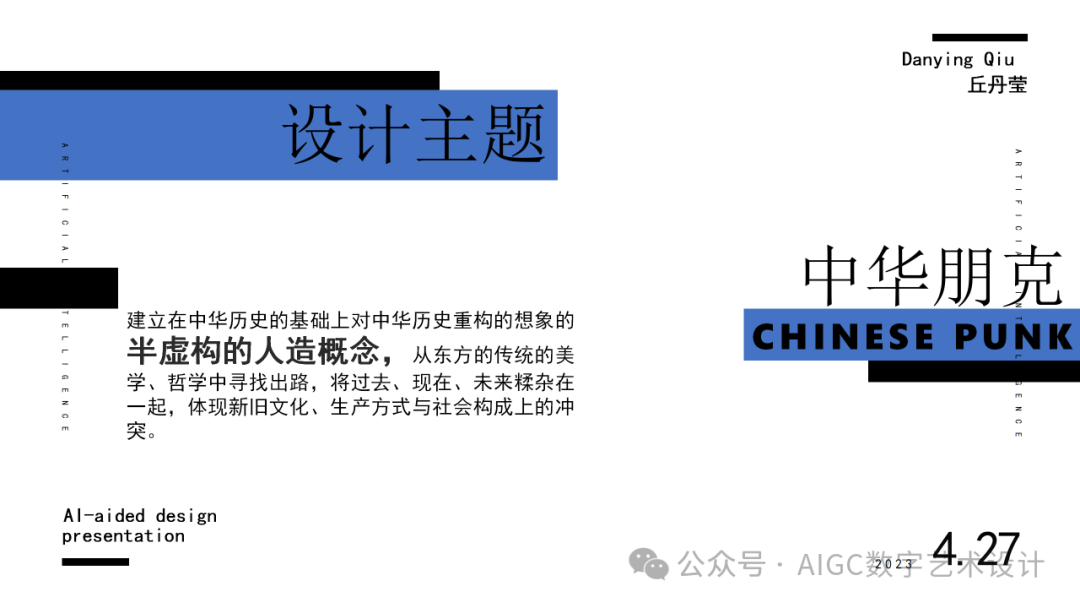 Danying Qiu
丘丹莹
设计主题
ARTIFICIAL INTELLIGENCE
ARTIFICIAL INTELLIGENCE
中华朋克
CHINESE PUNK
建立在中华历史的基础上对中华历史重构的想象的
半虚构的人造概念，从东方的传统的美
学、哲学中寻找出路，将过去、现在、未来糅杂在
一起，体现新旧文化、生产方式与社会构成上的冲
突。
AI-aided design
presentation
2023 4.27
公众号·AIGC数字艺术设计